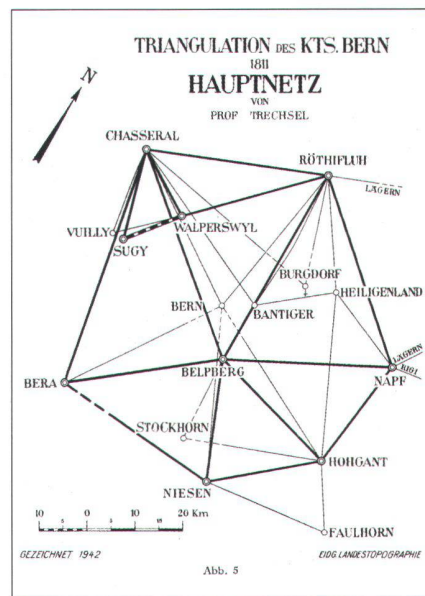 TRIANGULATION DES KTS. BERN
1811
HAUPTNETZ
VON
PROF TRECHSEL
N
CHASSERAL
RÖTHIFLUH
LÄGERN
VUILLY
WALPERSWYL
SUGY
BURGDORF
HEILIGENLAND
BERN
BANTIGER
LÄGERN
RIGI
BELPBERG
NAPF
BERA
STOCKHORN
HOHGANT
NIESEN
FAULHORN
10 5 0 5 10 20 Km
GEZEICHNET 1942
EIDG. LANDESTOPOGRAPHIE
Abb. 5